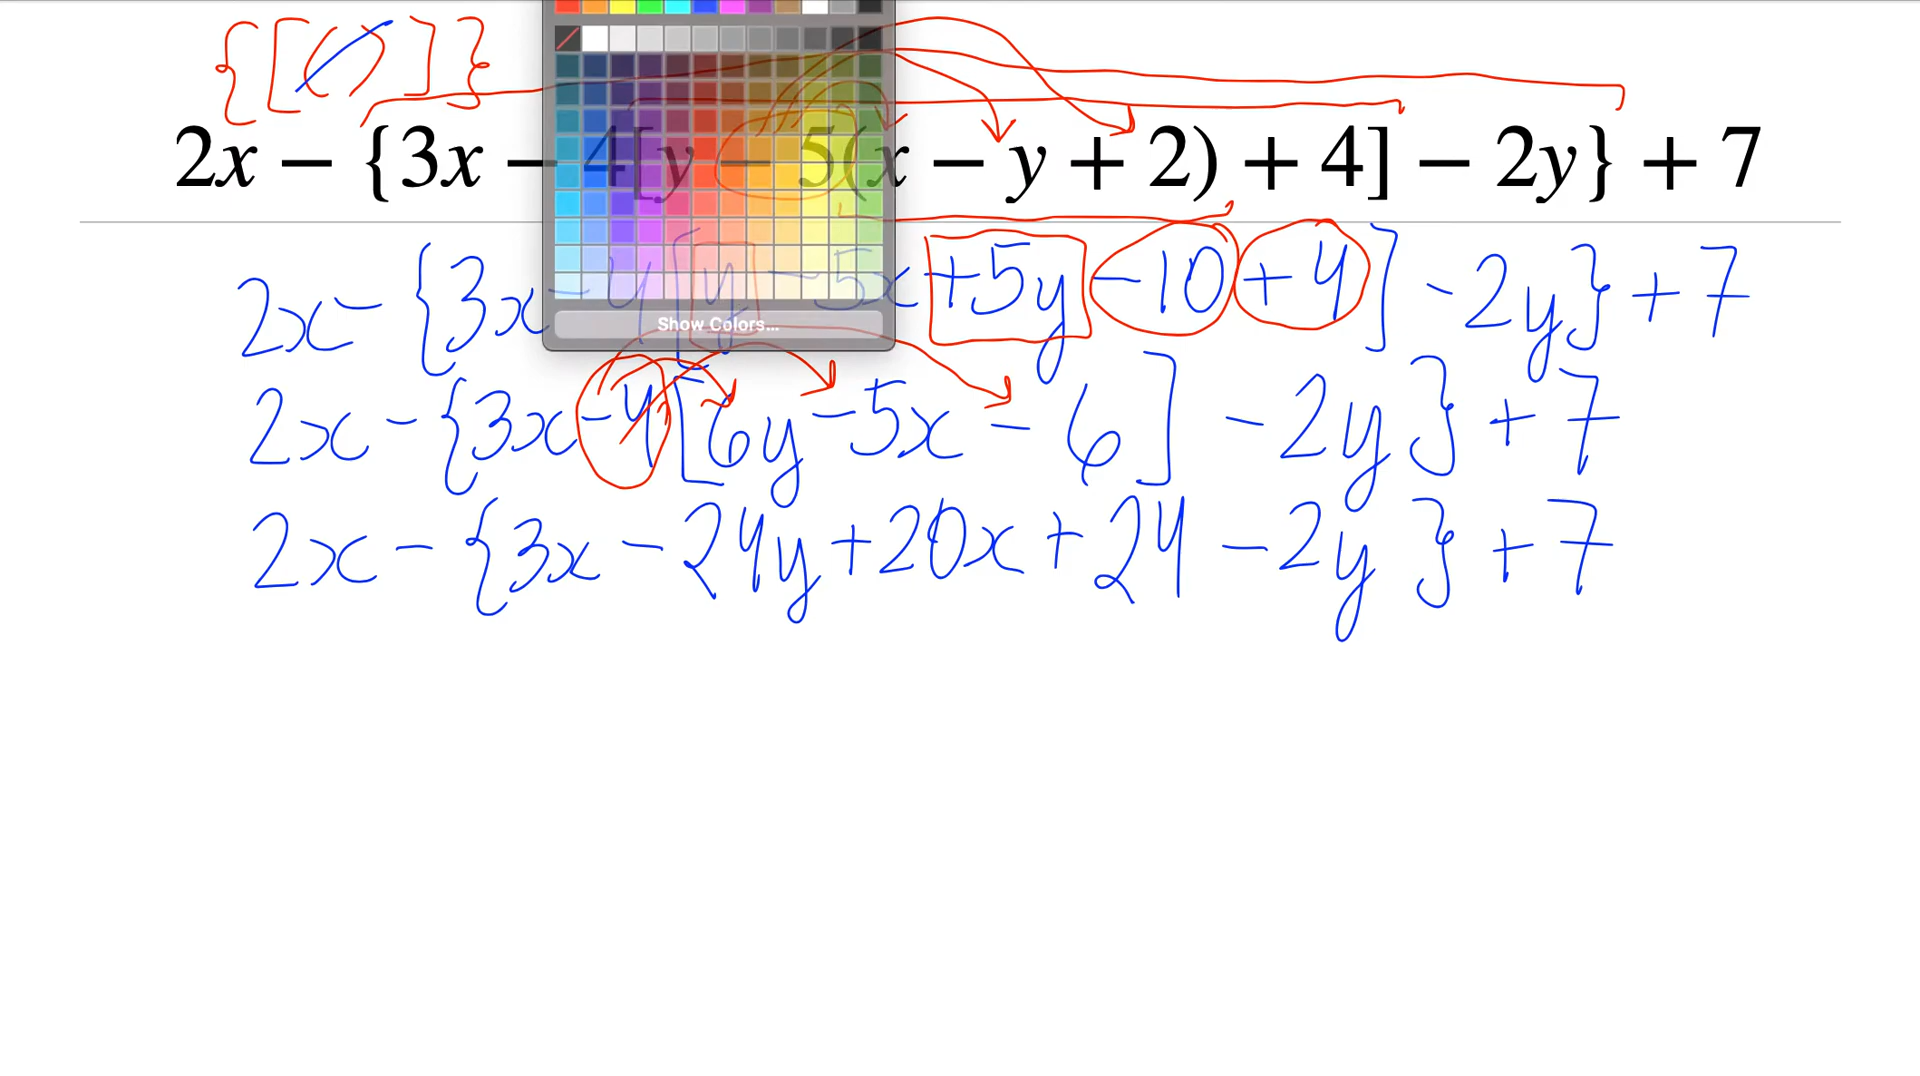 {[()]}
2x − {3x − 4[y − 5(x − y + 2) + 4] − 2y} + 7
2x − {3x − 4[y − 5x + 5y − 10 + 4] − 2y} + 7
Show Colors...
2x − {3x − 4[6y − 5x − 6] − 2y} + 7
2x − {3x − 24y + 20x + 24 − 2y} + 7